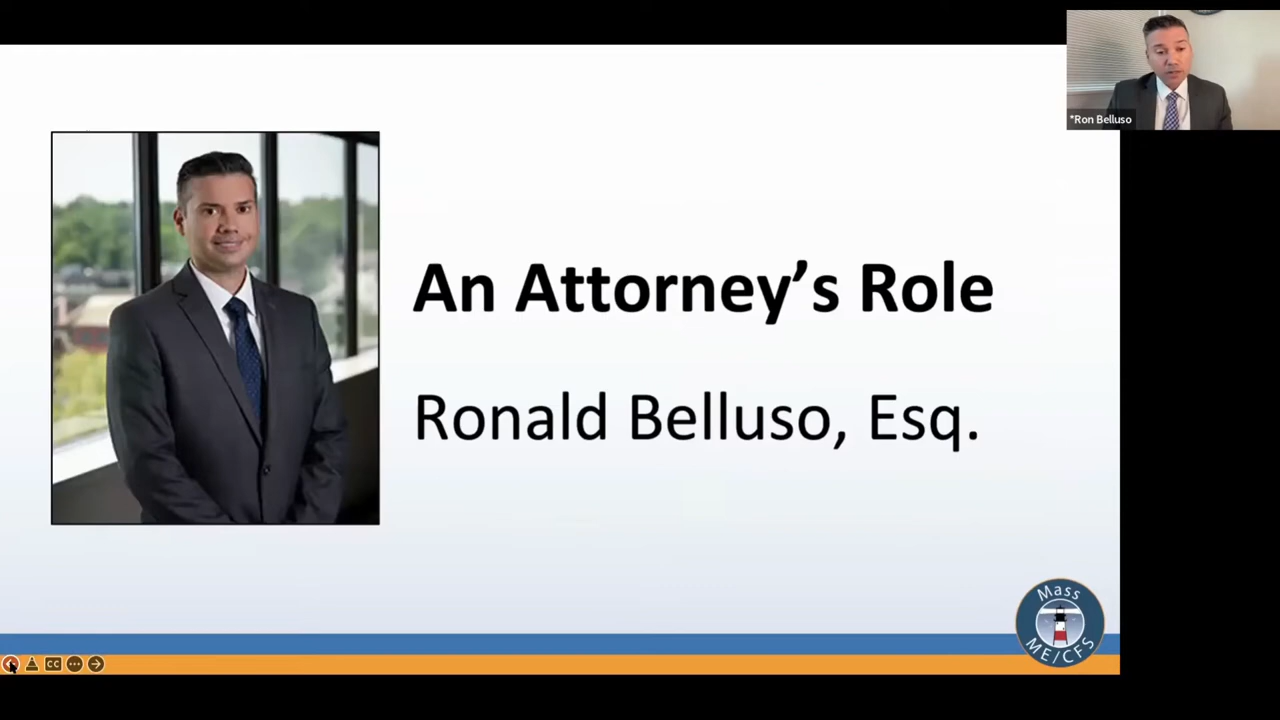 *Ron Belluso
An Attorney’s Role
Ronald Belluso, Esq.
Mass
ME/CFS
CC